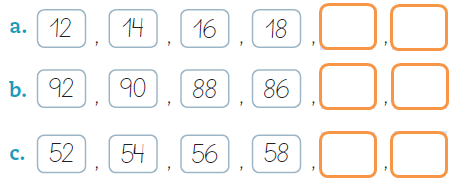 a. 12 , 14 , 16 , 18 , ,
b. 92 , 90 , 88 , 86 , ,
c. 52 , 54 , 56 , 58 , ,